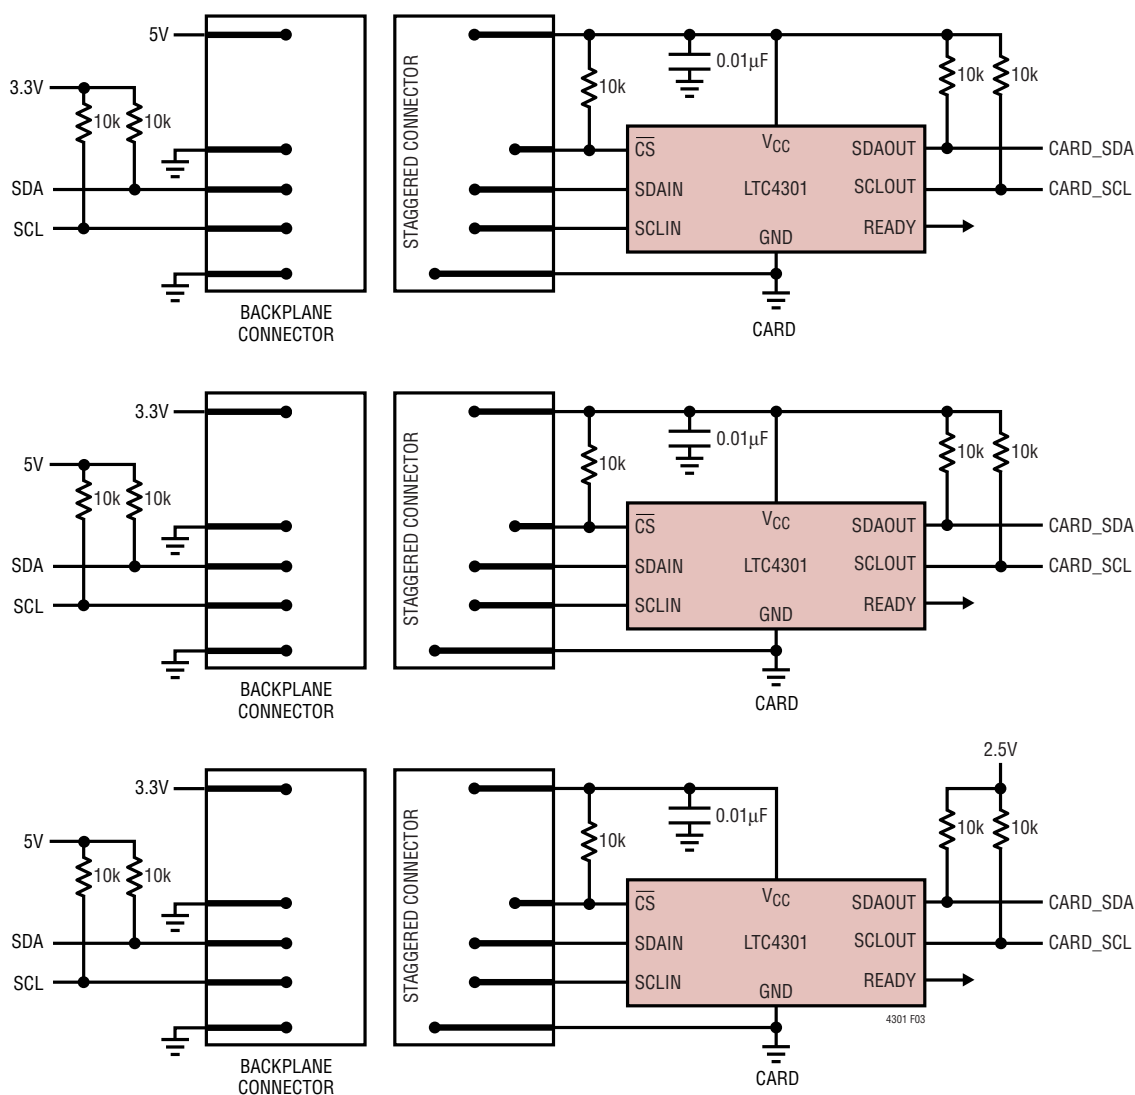 5V
0.01µF
3.3V
10k
10k
10k
10k
10k
STAGGERED CONNECTOR
CS
VCC
SDAOUT
CARD_SDA
SDA
SDAIN
LTC4301
SCLOUT
CARD_SCL
SCL
SCLIN
GND
READY
BACKPLANE
CONNECTOR
CARD
3.3V
0.01µF
5V
10k
10k
10k
10k
10k
STAGGERED CONNECTOR
CS
VCC
SDAOUT
CARD_SDA
SDA
SDAIN
LTC4301
SCLOUT
CARD_SCL
SCL
SCLIN
GND
READY
BACKPLANE
CONNECTOR
CARD
2.5V
3.3V
0.01µF
5V
10k
10k
10k
10k
10k
STAGGERED CONNECTOR
CS
VCC
SDAOUT
CARD_SDA
SDA
SDAIN
LTC4301
SCLOUT
CARD_SCL
SCL
SCLIN
GND
READY
4301 F03
BACKPLANE
CONNECTOR
CARD